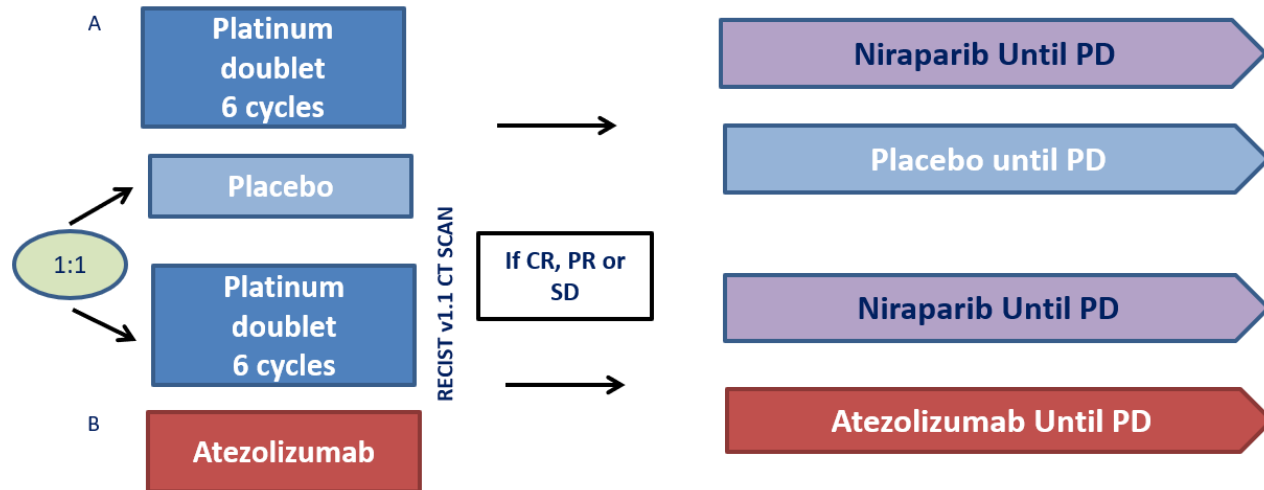 A
Platinum
doublet
6 cycles
Placebo
1:1
Platinum
doublet
6 cycles
B
Atezolizumab
RECIST v1.1 CT SCAN
If CR, PR or
SD
Niraparib Until PD
Placebo until PD
Niraparib Until PD
Atezolizumab Until PD